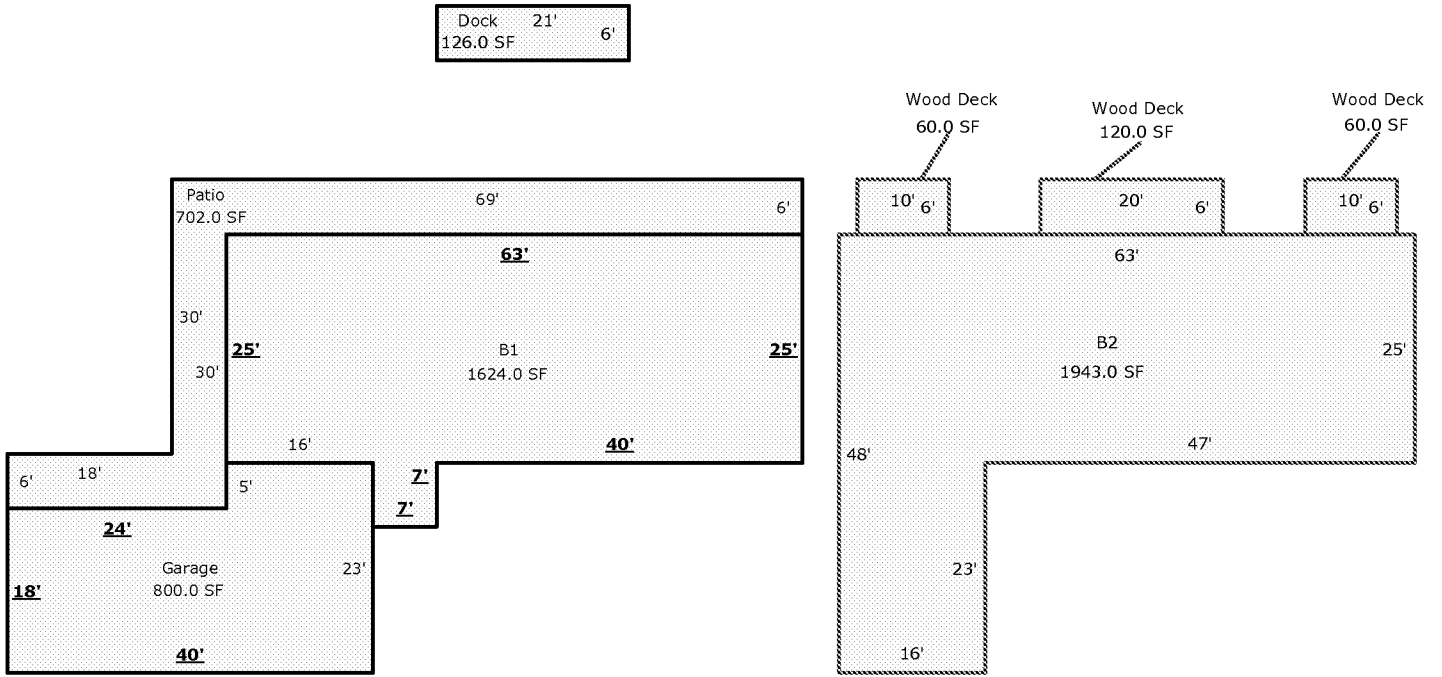 Dock 21'
126.0 SF 6'
Wood Deck
60.0 SF
Wood Deck
120.0 SF
Wood Deck
60.0 SF
Patio
702.0 SF
69'
6'
63'
30'
30'
25'
B1
1624.0 SF
25'
16'
40'
7'
7'
6'
18'
5'
24'
Garage
800.0 SF
18'
23'
40'
10' 6'
20' 6'
10' 6'
63'
B2
1943.0 SF
25'
48'
47'
23'
16'